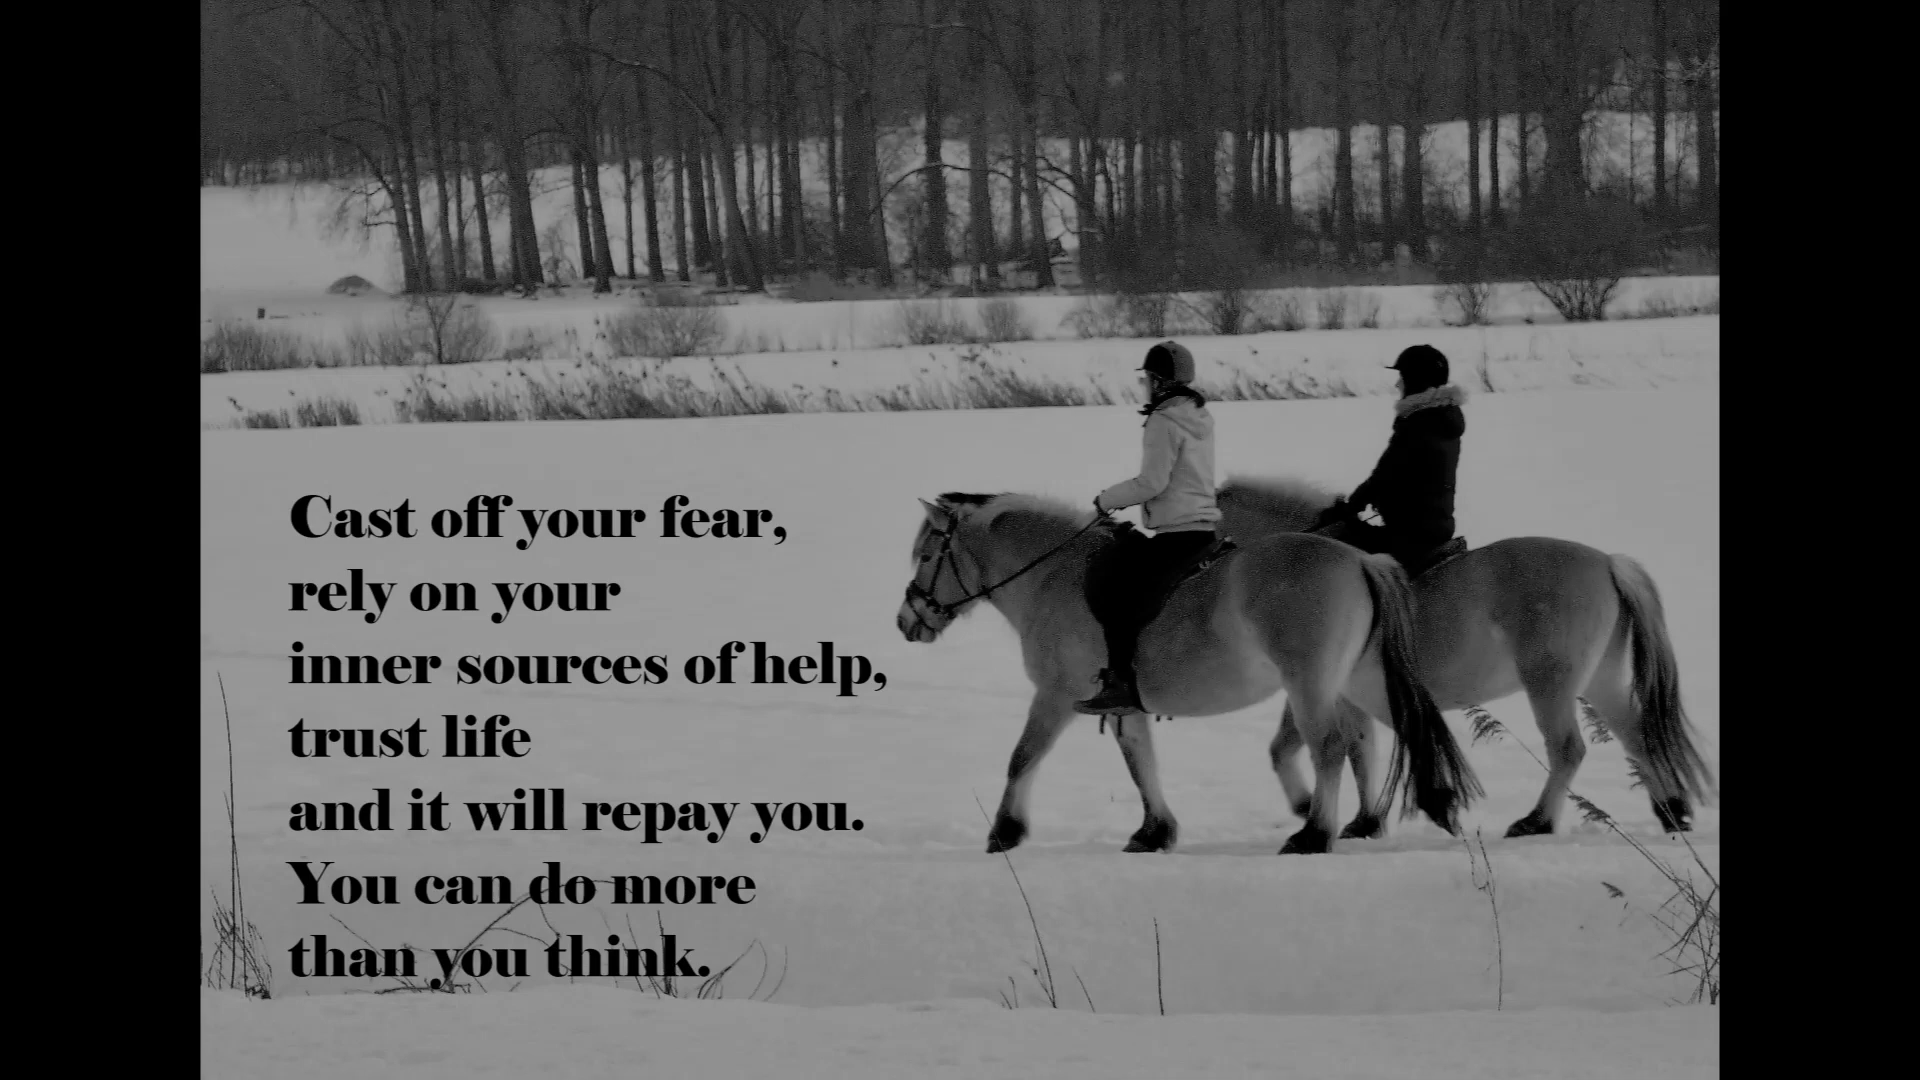 Cast off your fear,
rely on your
inner sources of help,
trust life
and it will repay you.
You can do more
than you think.